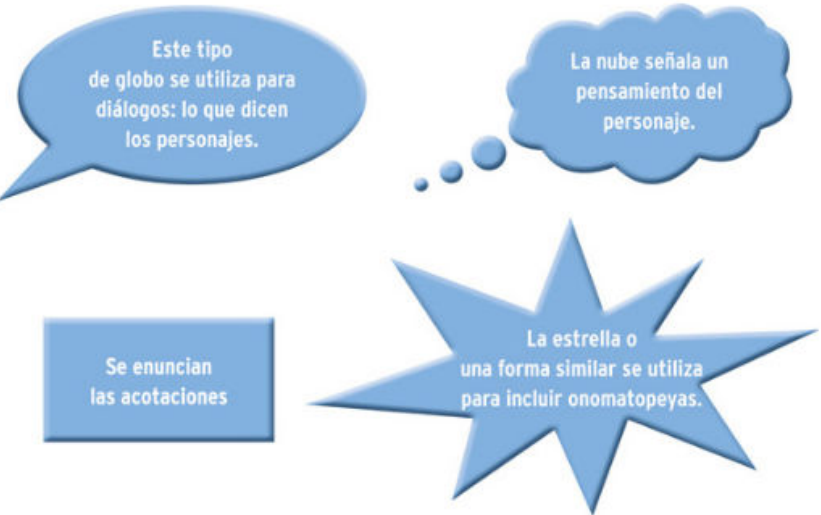 Este tipo
de globo se utiliza para
diálogos: lo que dicen
los personajes.
La nube señala un
pensamiento del
personaje.
Se enuncian
las acotaciones
La estrella o
una forma similar se utiliza
para incluir onomatopeyas.